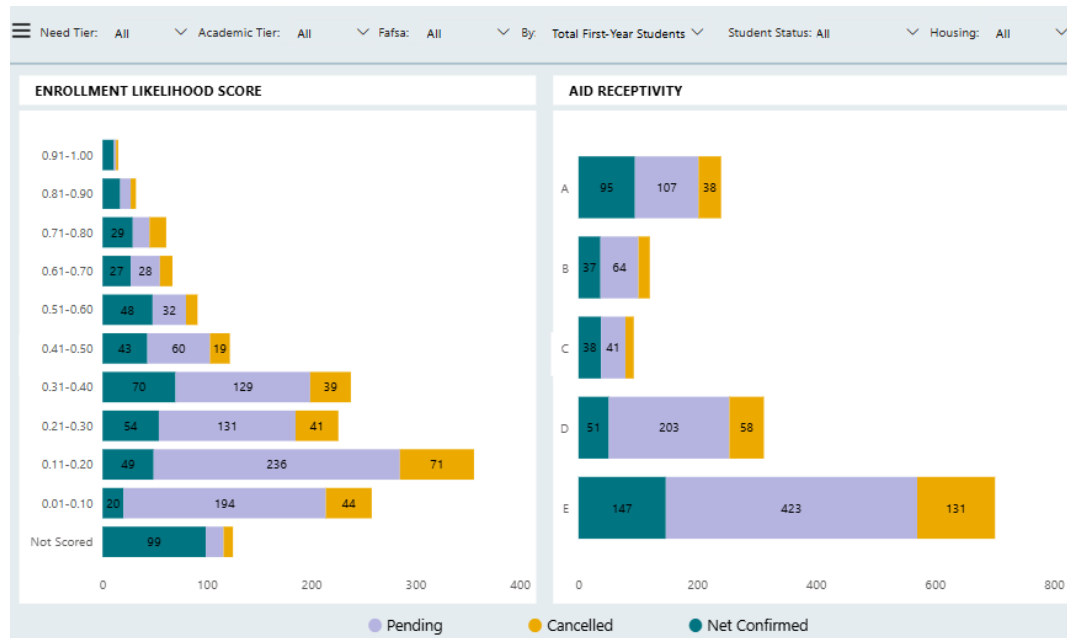 Need Tier: All Academic Tier: All Fafsa: All By: Total First-Year Students Student Status: All Housing: All
ENROLLMENT LIKELIHOOD SCORE
0.91-1.00
0.81-0.90
0.71-0.80 29
0.61-0.70 27 28
0.51-0.60 48 32
0.41-0.50 43 60 19
0.31-0.40 70 129 39
0.21-0.30 54 131 41
0.11-0.20 49 236 71
0.01-0.10 20 194 44
Not Scored 99
0 100 200 300 400
AID RECEPTIVITY
A 95 107 38
B 37 64
C 38 41
D 51 203 58
E 147 423 131
0 200 400 600 800
Pending Cancelled Net Confirmed